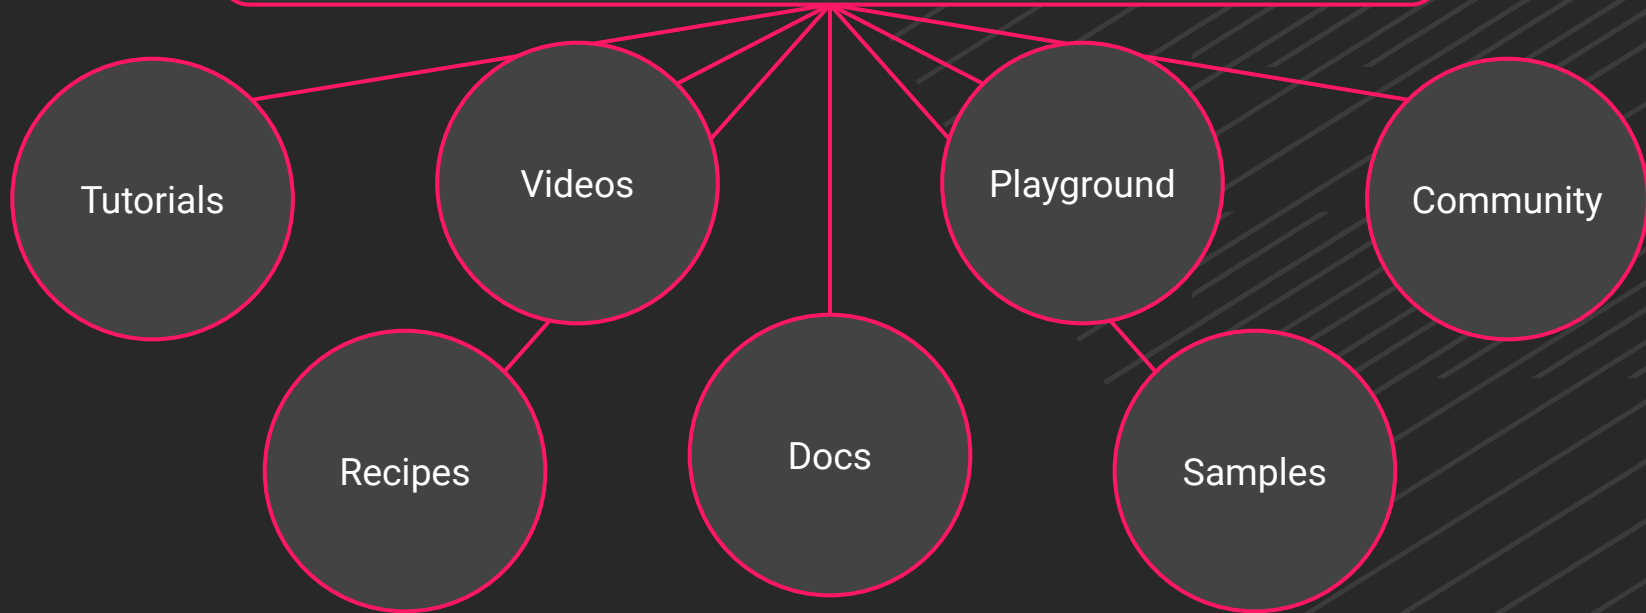 Tutorials
Videos
Playground
Community
Recipes
Docs
Samples